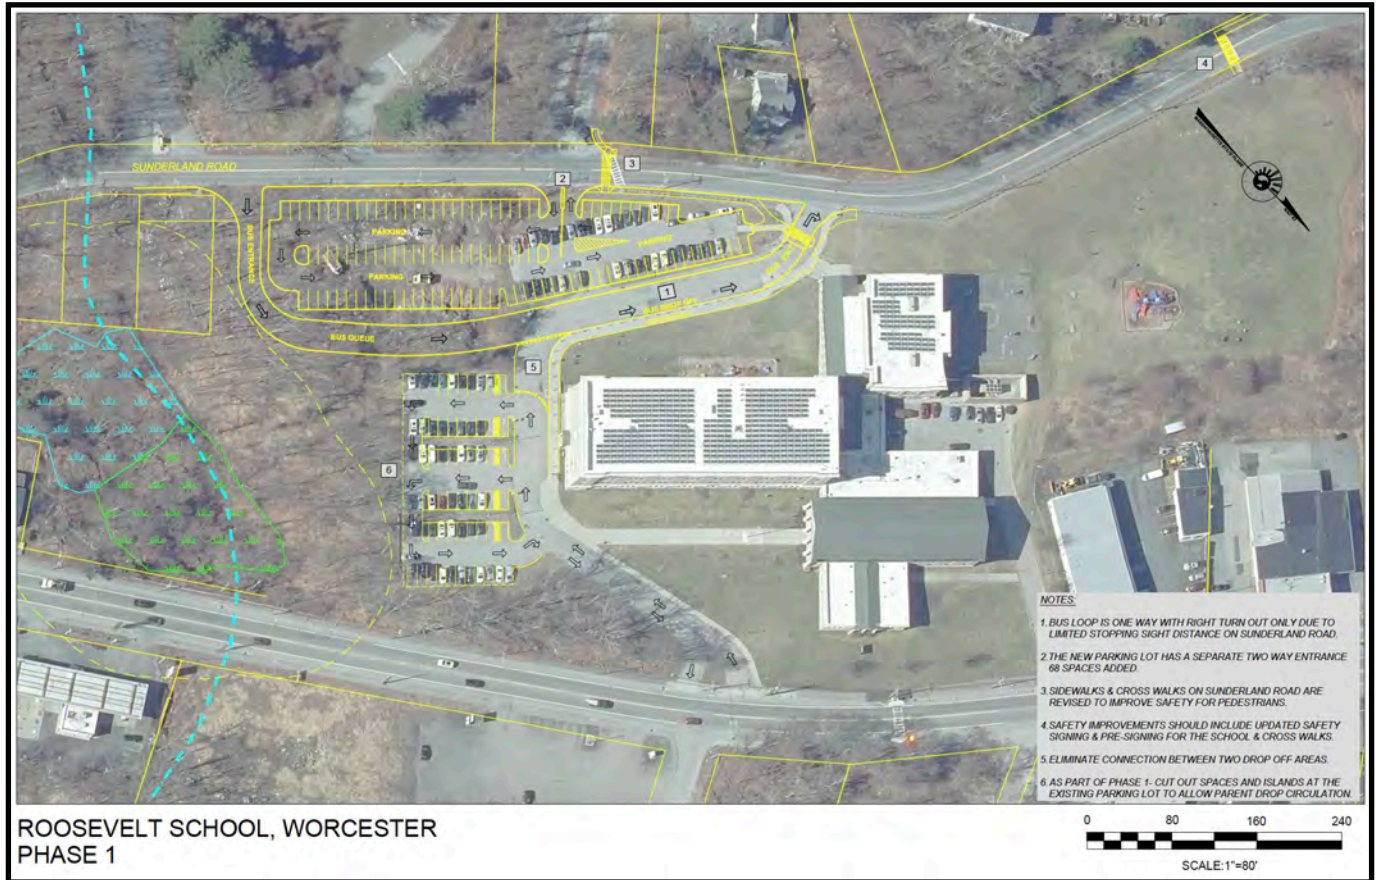 4
SUNDERLAND ROAD
3
2
BUS ENTRANCE
PARKING
PARKING
PARKING
1
BUS DROP OFF
BUS QUEUE
5
6
NOTES:
1. BUS LOOP IS ONE WAY WITH RIGHT TURN OUT ONLY DUE TO
LIMITED STOPPING SIGHT DISTANCE ON SUNDERLAND ROAD.
2. THE NEW PARKING LOT HAS A SEPARATE TWO WAY ENTRANCE
68 SPACES ADDED.
3. SIDEWALKS & CROSS WALKS ON SUNDERLAND ROAD ARE
REVISED TO IMPROVE SAFETY FOR PEDESTRIANS.
4. SAFETY IMPROVEMENTS SHOULD INCLUDE UPDATED SAFETY
SIGNING & PRE-SIGNING FOR THE SCHOOL & CROSS WALKS.
5. ELIMINATE CONNECTION BETWEEN TWO DROP OFF AREAS.
6. AS PART OF PHASE 1- CUT OUT SPACES AND ISLANDS AT THE
EXISTING PARKING LOT TO ALLOW PARENT DROP CIRCULATION.
ROOSEVELT SCHOOL, WORCESTER
PHASE 1
0 80 160 240
SCALE:1"=80'